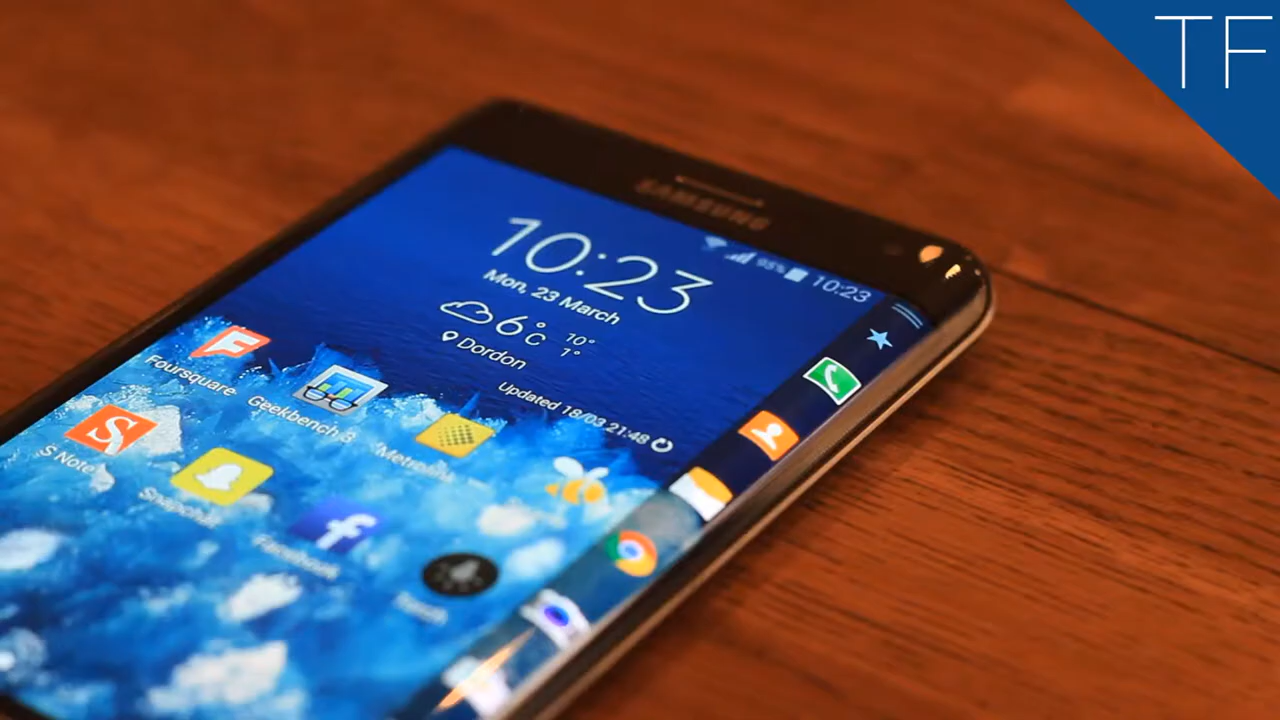 TF
SAMSUNG
95% 10:23
10:23
Mon, 23 March
6°C 10° 1°
Dordon
Updated 18/03 21:48
Foursquare
Geekbench 3
S Note
Snapchat
Facebook
Torch